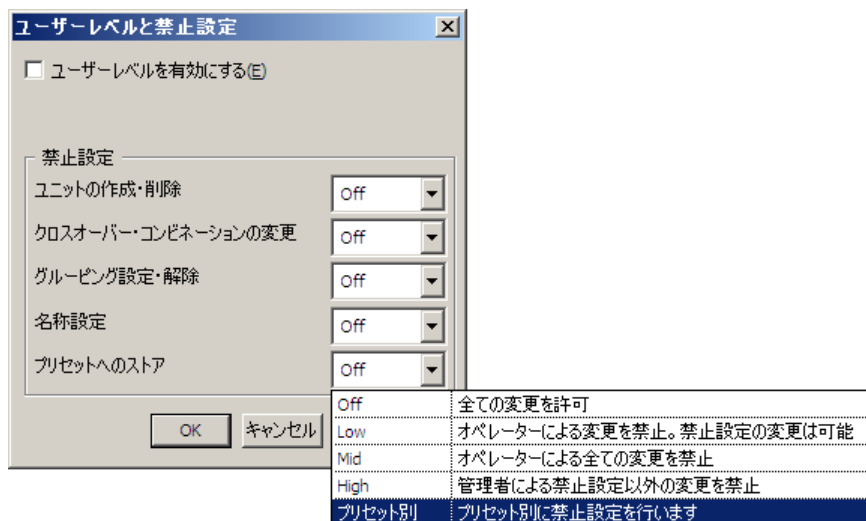 ユーザーレベルと禁止設定
ユーザーレベルを有効にする(E)
禁止設定
ユニットの作成・削除 Off
クロスオーバー・コンビネーションの変更 Off
グルーピング設定・解除 Off
名称設定 Off
プリセットへのストア Off
OK キャンセル
Off 全ての変更を許可
Low オペレーターによる変更を禁止。禁止設定の変更は可能
Mid オペレーターによる全ての変更を禁止
High 管理者による禁止設定以外の変更を禁止
プリセット別 プリセット別に禁止設定を行います